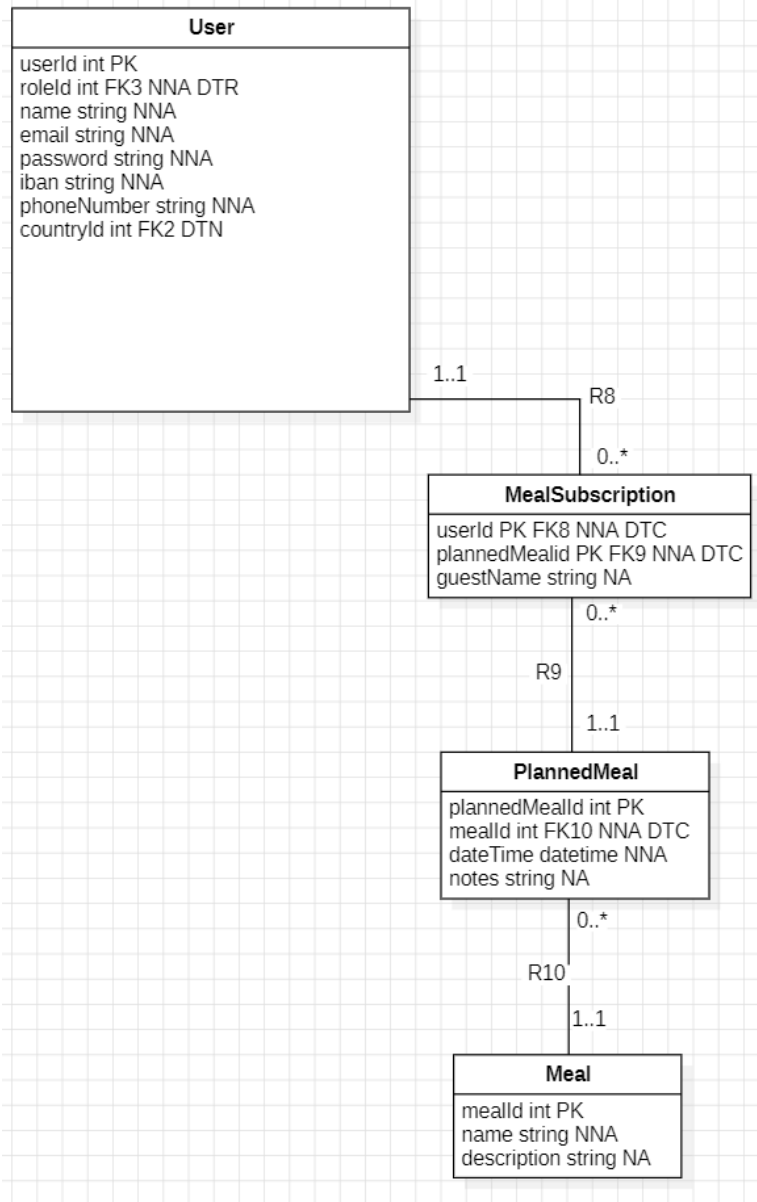 User
userId int PK
roleId int FK3 NNA DTR
name string NNA
email string NNA
password string NNA
iban string NNA
phoneNumber string NNA
countryId int FK2 DTN
1..1
R8
0..*
MealSubscription
userId PK FK8 NNA DTC
plannedMealid PK FK9 NNA DTC
guestName string NA
0..*
R9
1..1
PlannedMeal
plannedMealId int PK
mealId int FK10 NNA DTC
dateTime datetime NNA
notes string NA
0..*
R10
1..1
Meal
mealId int PK
name string NNA
description string NA